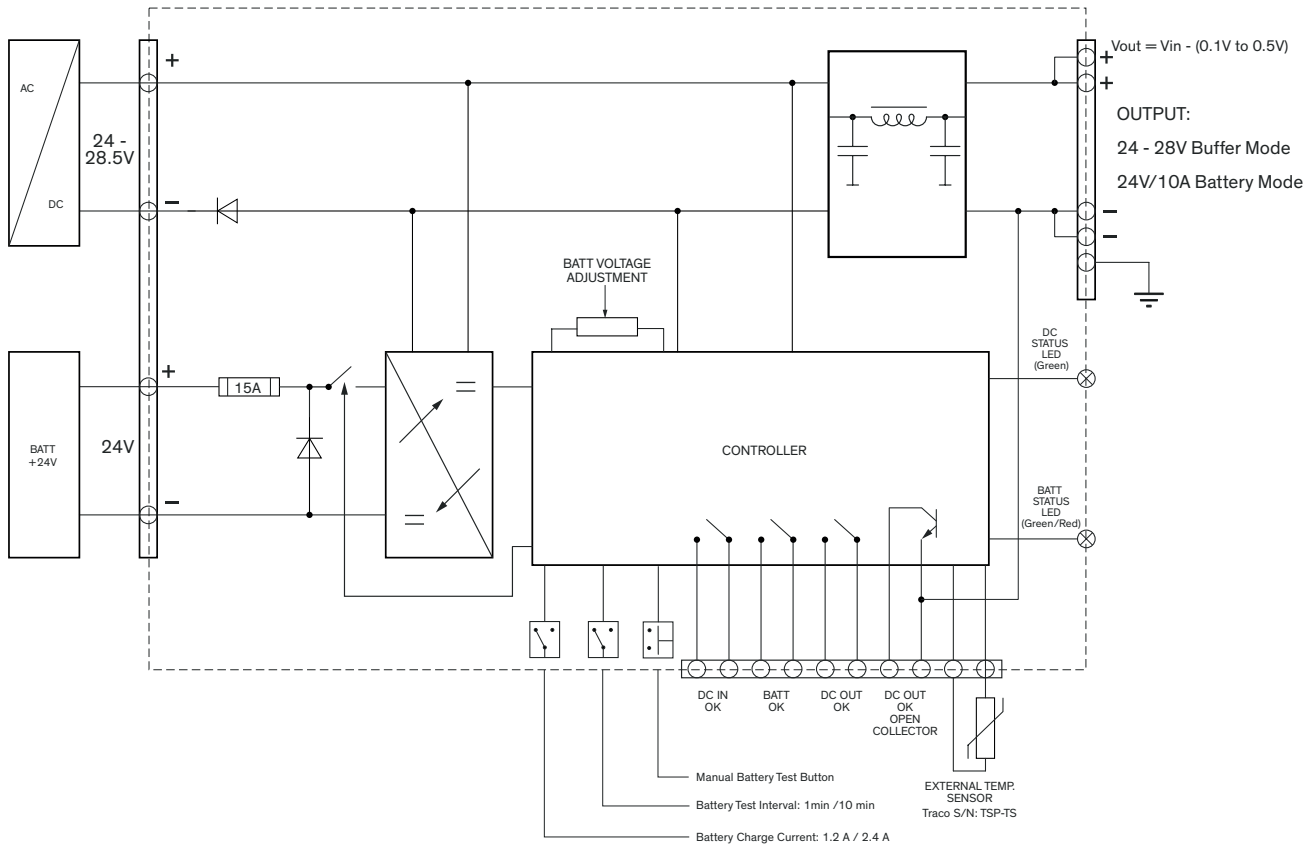 +
Vout = Vin - (0.1V to 0.5V)
+
+
AC
OUTPUT:
24 -
28.5V
24 - 28V Buffer Mode
24V/10A Battery Mode
DC
−
−
−
BATT VOLTAGE
ADJUSTMENT
DC
STATUS
LED
(Green)
+
15A
BATT
+24V
24V
CONTROLLER
−
BATT
STATUS
LED
(Green/Red)
DC IN
OK
BATT
OK
DC OUT
OK
DC OUT
OK
OPEN
COLLECTOR
Manual Battery Test Button
EXTERNAL TEMP.
SENSOR
Traco S/N: TSP-TS
Battery Test Interval: 1min /10 min
Battery Charge Current: 1.2 A / 2.4 A